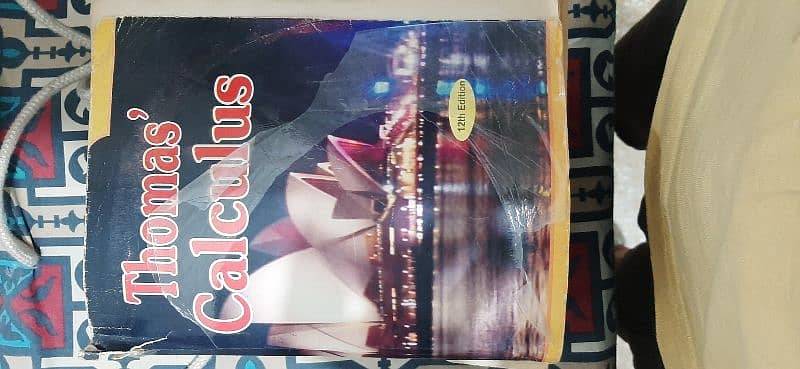 Thomas'
Calculus
12th Edition